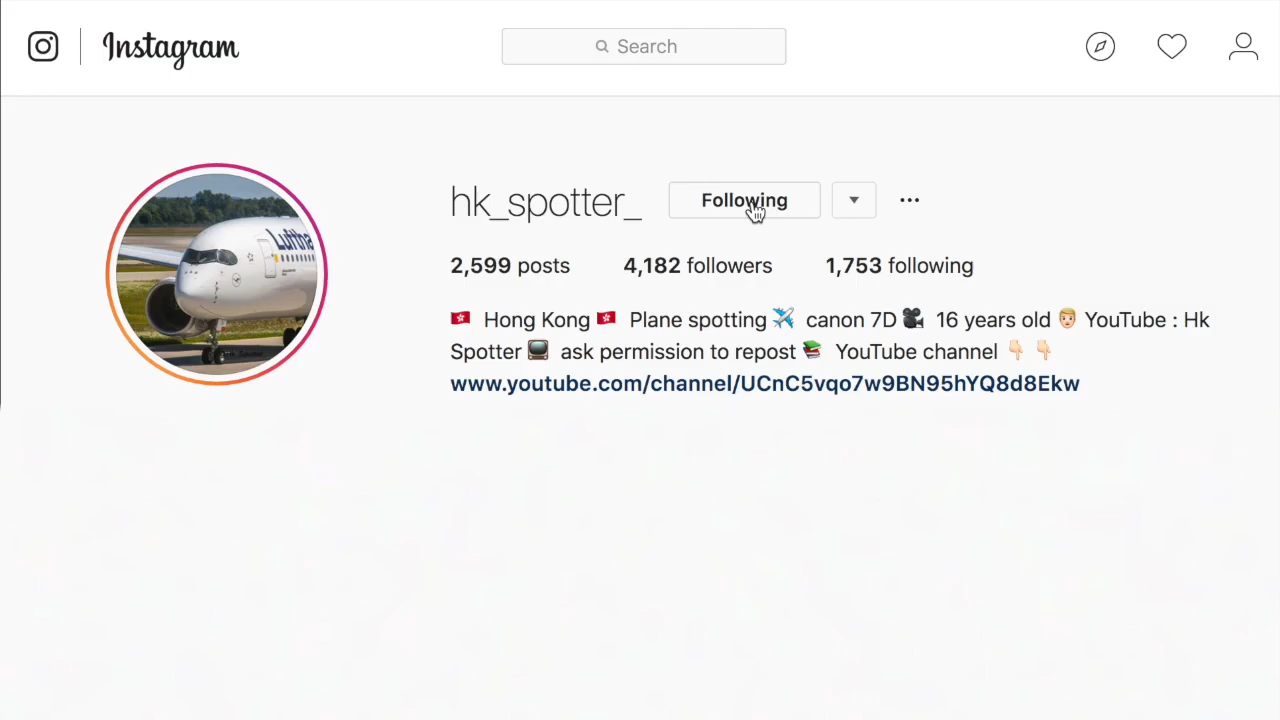 Instagram
Search
hk_spotter_
Following
2,599 posts
4,182 followers
1,753 following
🇭🇰 Hong Kong 🇭🇰 Plane spotting ✈️ canon 7D 🎥 16 years old 👨🏼 YouTube : Hk
Spotter 📺 ask permission to repost 📚 YouTube channel 👇🏻 👇🏻
www.youtube.com/channel/UCnC5vqo7w9BN95hYQ8d8Ekw
Luftha